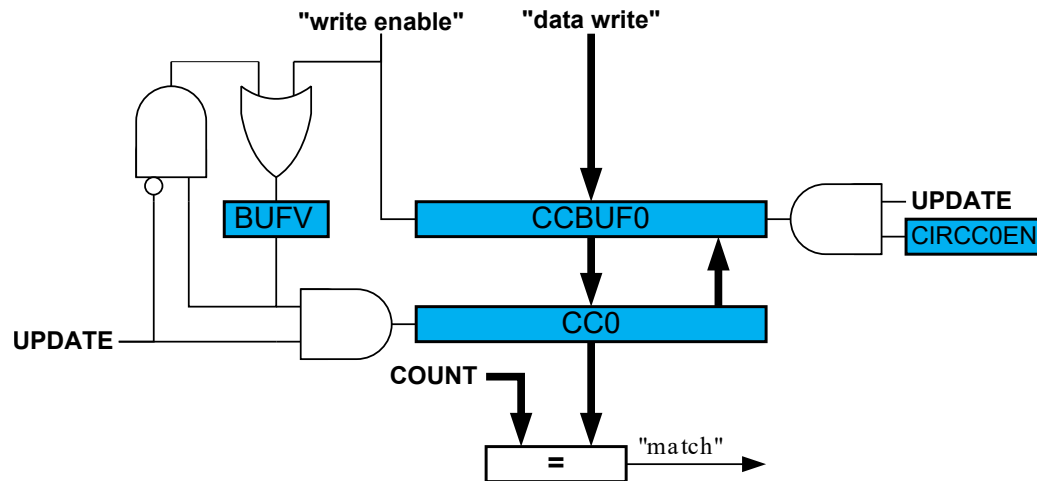 "write enable"
"data write"
BUFV
CCBUF0
UPDATE
CIRCC0EN
UPDATE
CC0
COUNT
=
"match"